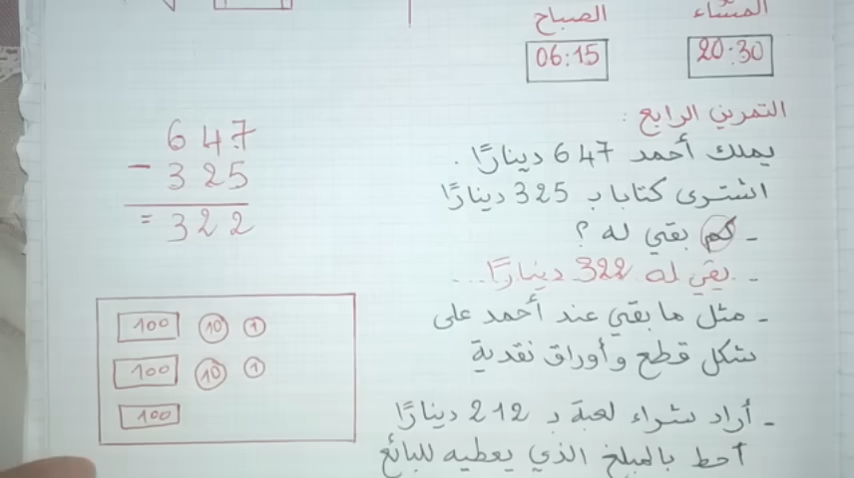 المساء الصباح
20:30 06:15
التمرين الرابع :
يملك أحمد 647 دينارًا .
اشترى كتابا بـ 325 دينارًا
- كم بقي له ؟
- بقي له 322 دينارًا...
- مثل ما بقي عند أحمد على
شكل قطع وأوراق نقدية
- أراد شراء لعبة بـ 212 دينارًا
أحط بالمبلغ الذي يعطيه للبائع
647
- 325
= 322
100 10 1
100 10 1
100